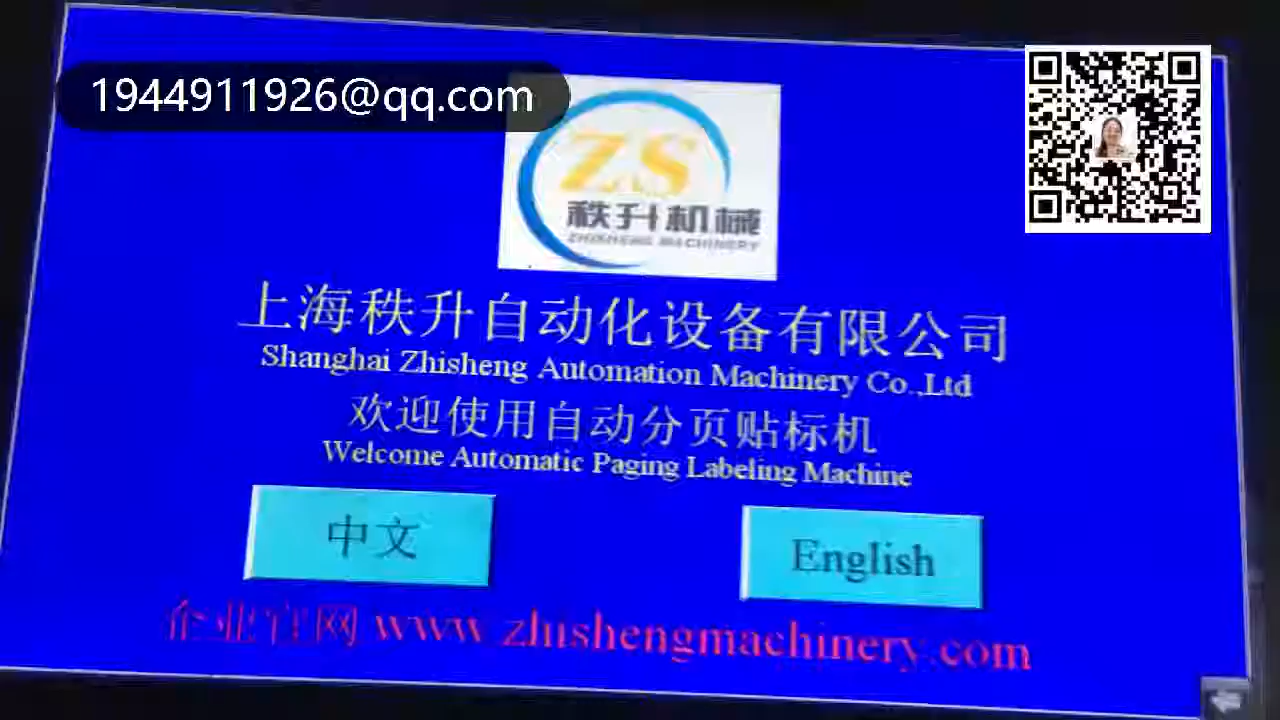 1944911926@qq.com
ZS
秩升机械
ZHISHENG MACHINERY
上海秩升自动化设备有限公司
Shanghai Zhisheng Automation Machinery Co.,Ltd
欢迎使用自动分页贴标机
Welcome Automatic Paging Labeling Machine
中文
English
企业官网 www.zhishengmachinery.com